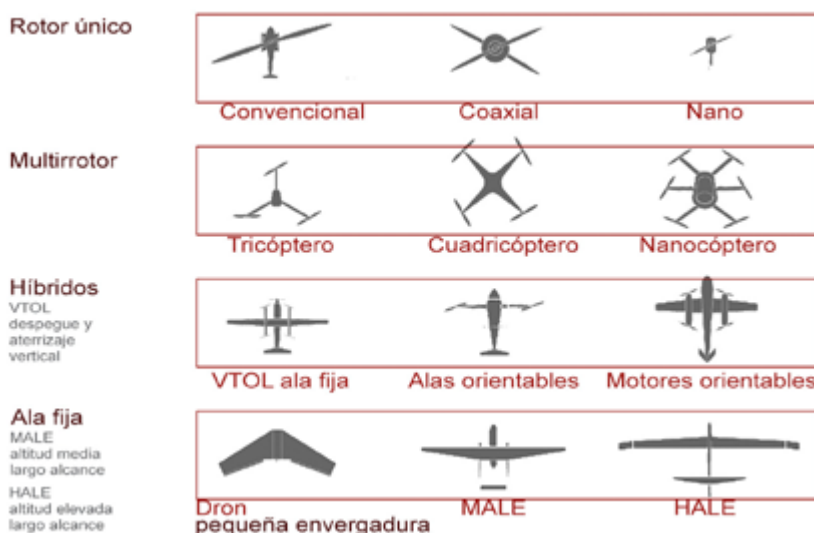 Rotor único
Convencional Coaxial Nano
Multirrotor
Tricóptero Cuadricóptero Nanocóptero
Híbridos
VTOL
despegue y
aterrizaje
vertical
VTOL ala fija Alas orientables Motores orientables
Ala fija
MALE
altitud media
largo alcance
HALE
altitud elevada
largo alcance
Dron MALE HALE
pequeña envergadura